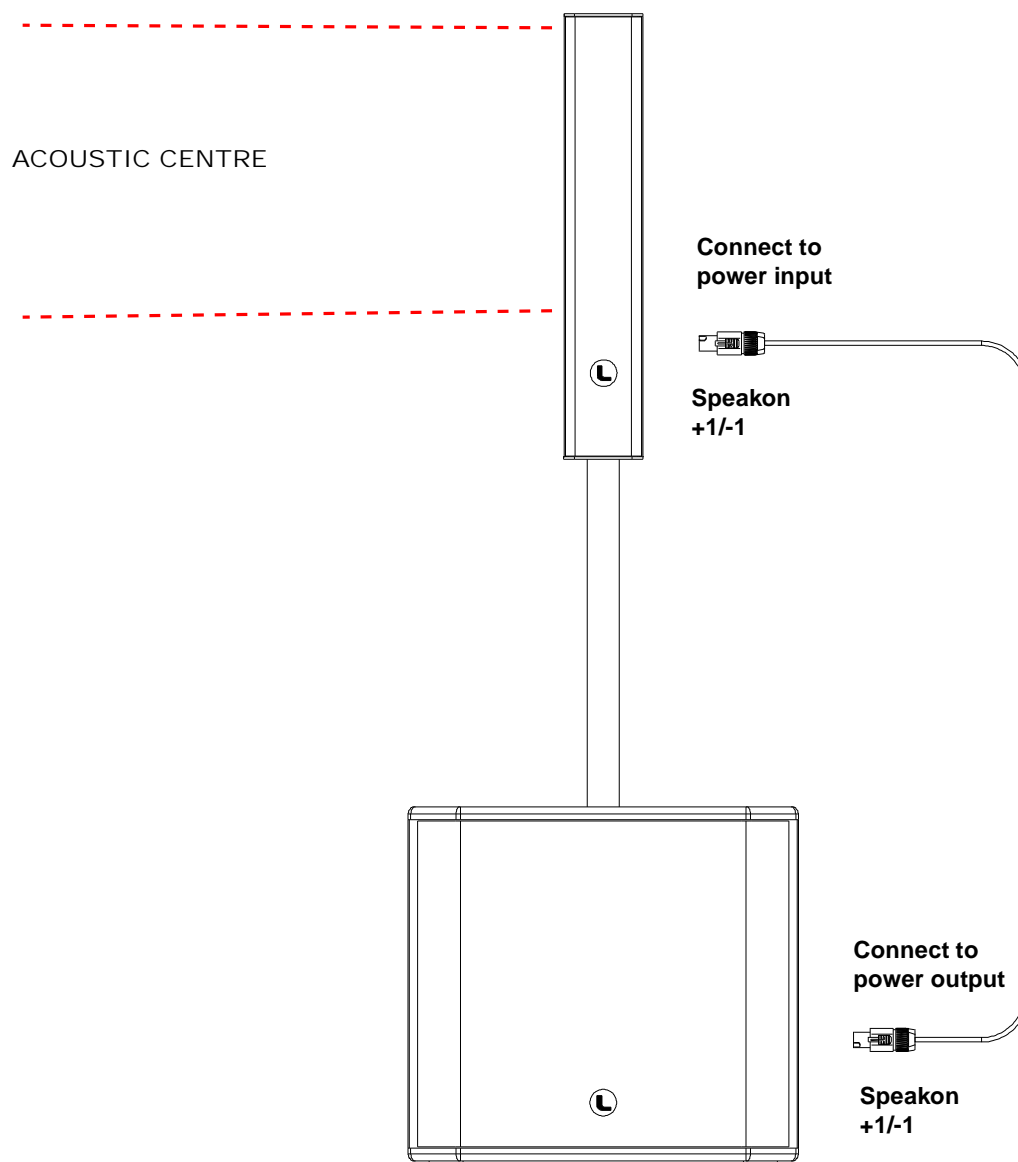 ACOUSTIC CENTRE
Connect to
power input
Speakon
+1/-1
Connect to
power output
Speakon
+1/-1